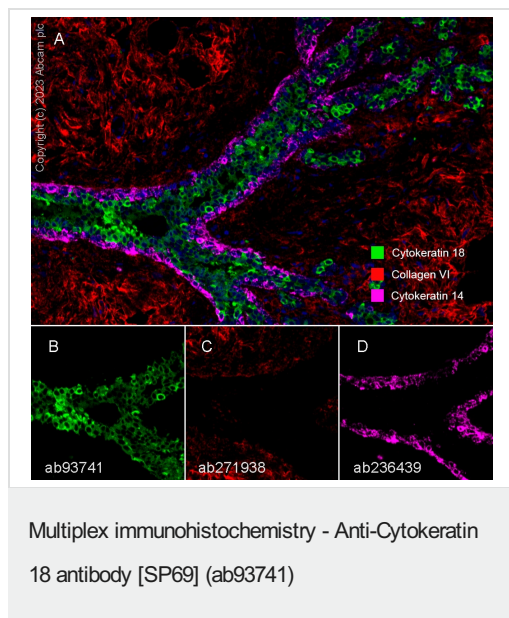 A
Copyright (c) 2023 Abcam plc
Cytokeratin 18
Collagen VI
Cytokeratin 14
B
C
D
ab93741
ab271938
ab236439
Multiplex immunohistochemistry - Anti-Cytokeratin
18 antibody [SP69] (ab93741)